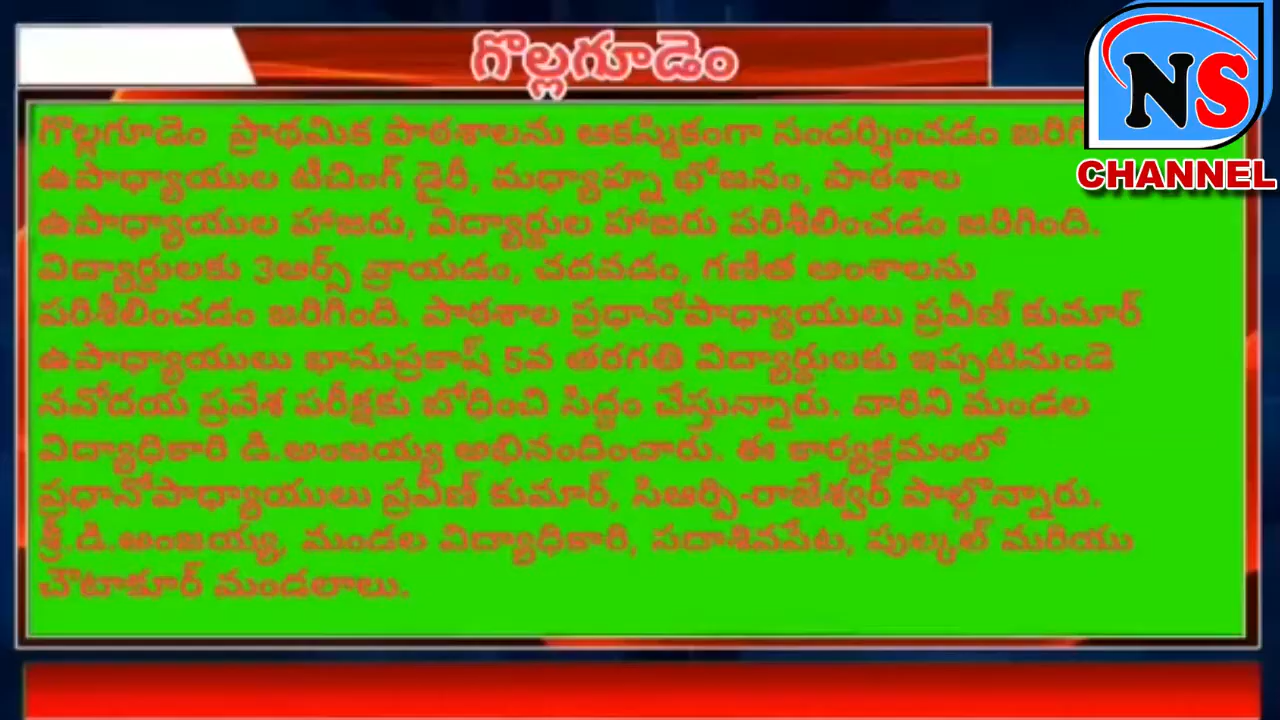 గొల్లగూడెం
NS
CHANNEL
గొల్లగూడెం ప్రాథమిక పాఠశాలను ఆకస్మికంగా సందర్శించడం
ఉపాధ్యాయుల టీచింగ్ డైరీ, మధ్యాహ్న భోజనం, పాఠశాల
ఉపాధ్యాయుల హాజరు, విద్యార్థుల హాజరు పరిశీలించడం జరిగింది.
విద్యార్థులకు 3ఆర్స్ వ్రాయడం, చదవడం, గణిత అంశాలను
పరిశీలించడం జరిగింది. పాఠశాల ప్రధానోపాధ్యాయులు ప్రవీణ్ కుమార్
ఉపాధ్యాయులు భానుప్రకాష్ 5వ తరగతి విద్యార్థులకు ఇప్పటినుండె
నవోదయ ప్రవేశ పరీక్షకు బోధించి సిద్ధం చేస్తున్నారు. వారిని మండల
విద్యాధికారి డి.అంజయ్య అభినందించారు. ఈ కార్యక్రమంలో
ప్రధానోపాధ్యాయులు ప్రవీణ్ కుమార్, సిఆర్పి-రాజేశ్వర్ పాల్గొన్నారు.
శ్రీ.డి.అంజయ్య, మండల విద్యాధికారి, సదాశివపేట, పుల్కల్ మరియు
చౌటాకూర్ మండలాలు.